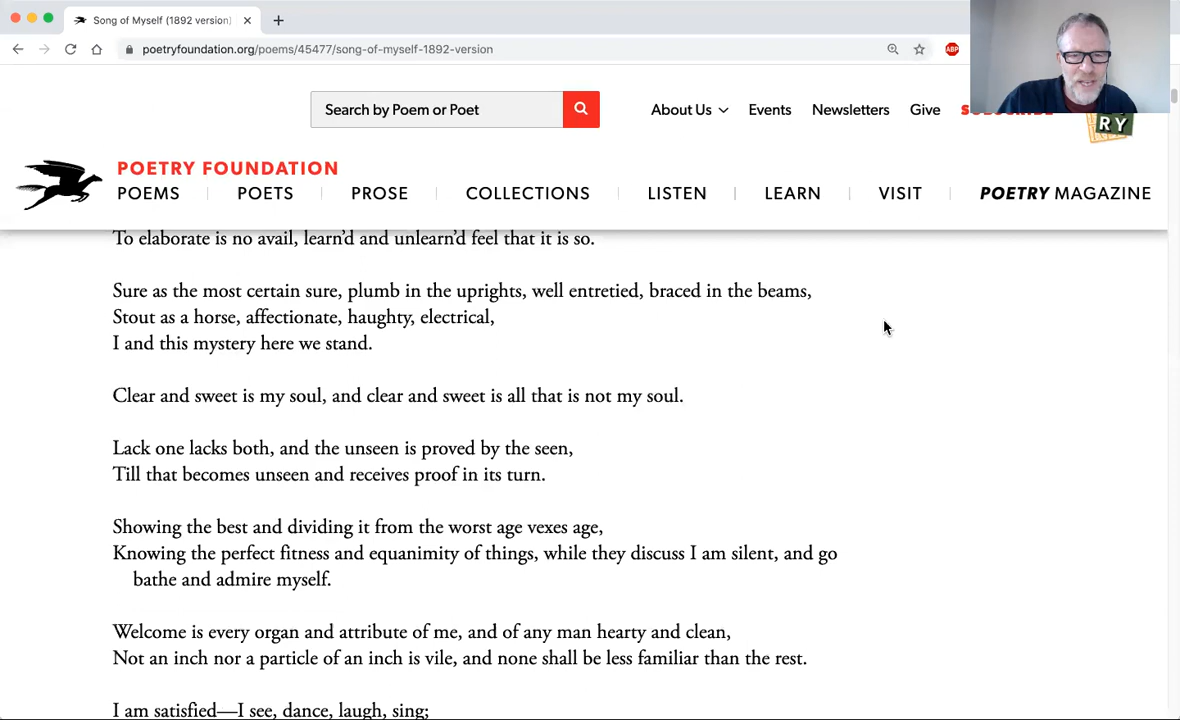 Song of Myself (1892 version)
poetryfoundation.org/poems/45477/song-of-myself-1892-version
ABP
Search by Poem or Poet
About Us
Events
Newsletters
Give
SUBSCRIBE
RY
POETRY FOUNDATION
POEMS
POETS
PROSE
COLLECTIONS
LISTEN
LEARN
VISIT
POETRY MAGAZINE
To elaborate is no avail, learn’d and unlearn’d feel that it is so.
Sure as the most certain sure, plumb in the uprights, well entretied, braced in the beams,
Stout as a horse, affectionate, haughty, electrical,
I and this mystery here we stand.
Clear and sweet is my soul, and clear and sweet is all that is not my soul.
Lack one lacks both, and the unseen is proved by the seen,
Till that becomes unseen and receives proof in its turn.
Showing the best and dividing it from the worst age vexes age,
Knowing the perfect fitness and equanimity of things, while they discuss I am silent, and go
bathe and admire myself.
Welcome is every organ and attribute of me, and of any man hearty and clean,
Not an inch nor a particle of an inch is vile, and none shall be less familiar than the rest.
I am satisfied—I see, dance, laugh, sing;